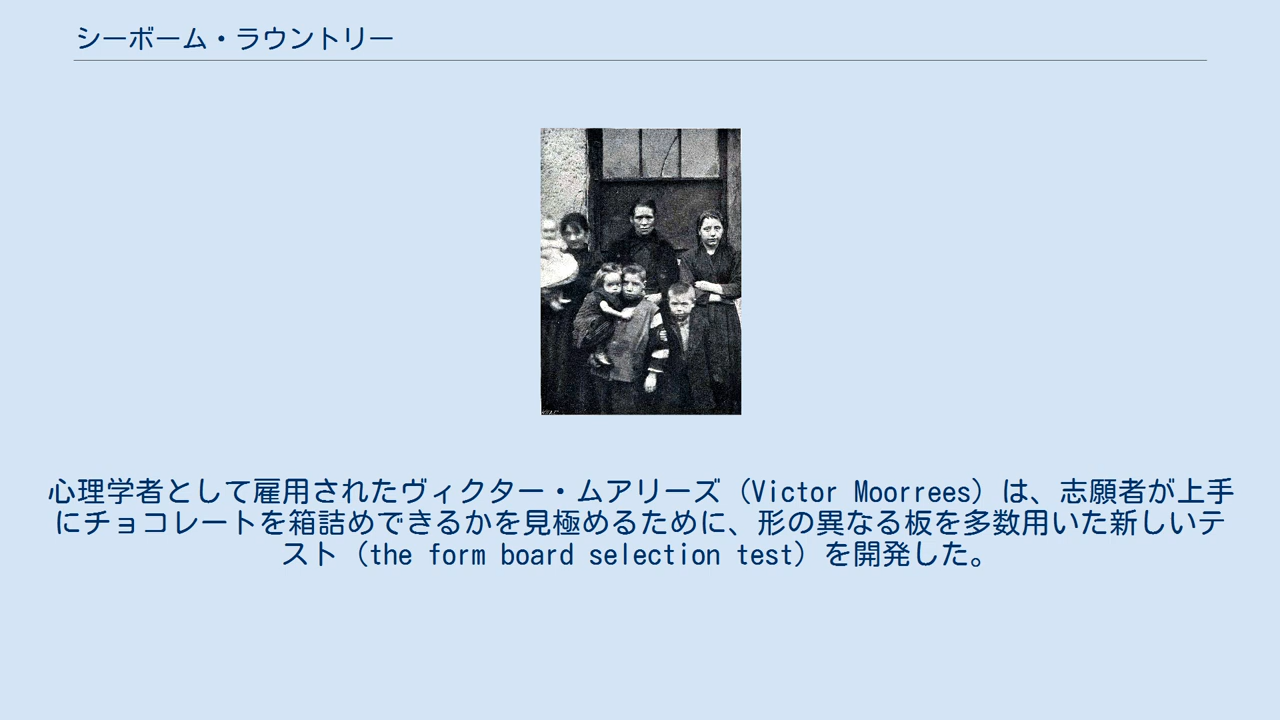 シーボーム・ラウントリー
心理学者として雇用されたヴィクター・ムアリーズ（Victor Moorrees）は、志願者が上手
にチョコレートを箱詰めできるかを見極めるために、形の異なる板を多数用いた新しいテ
スト（the form board selection test）を開発した。